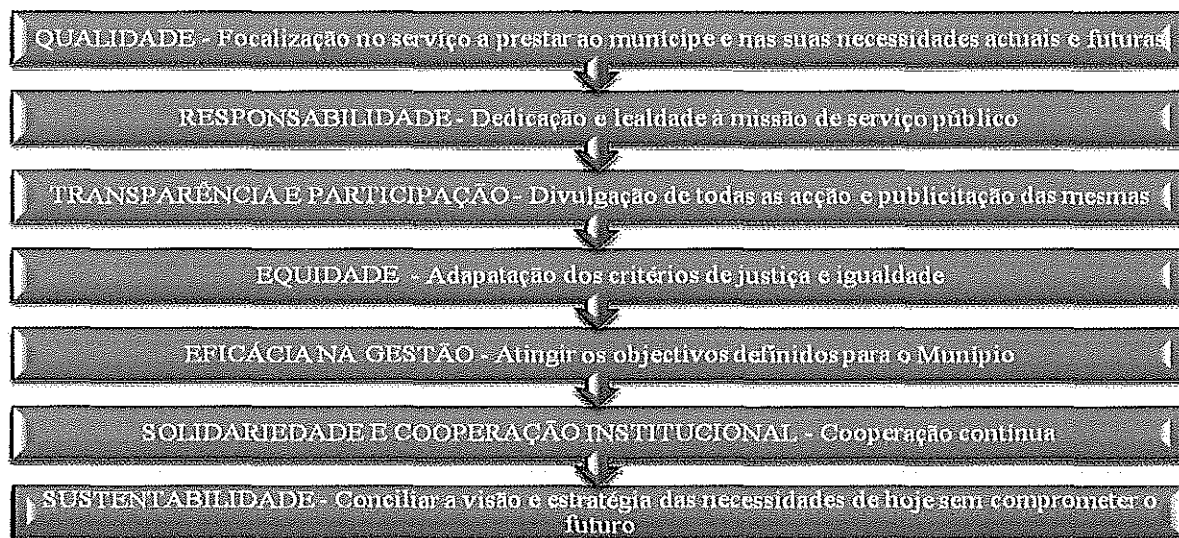 QUALIDADE - Focalização no serviço a prestar ao munícipe e nas suas necessidades actuais e futuras
RESPONSABILIDADE - Dedicação e lealdade à missão de serviço público
TRANSPARÊNCIA E PARTICIPAÇÃO - Divulgação de todas as acção e publicitação das mesmas
EQUIDADE - Adapatação dos critérios de justiça e igualdade
EFICÁCIA NA GESTÃO - Atingir os objectivos definidos para o Munípio
SOLIDARIEDADE E COOPERAÇÃO INSTITUCIONAL - Cooperação continua
SUSTENTABILIDADE - Conciliar a visão e estratégia das necessidades de hoje sem comprometer o
futuro